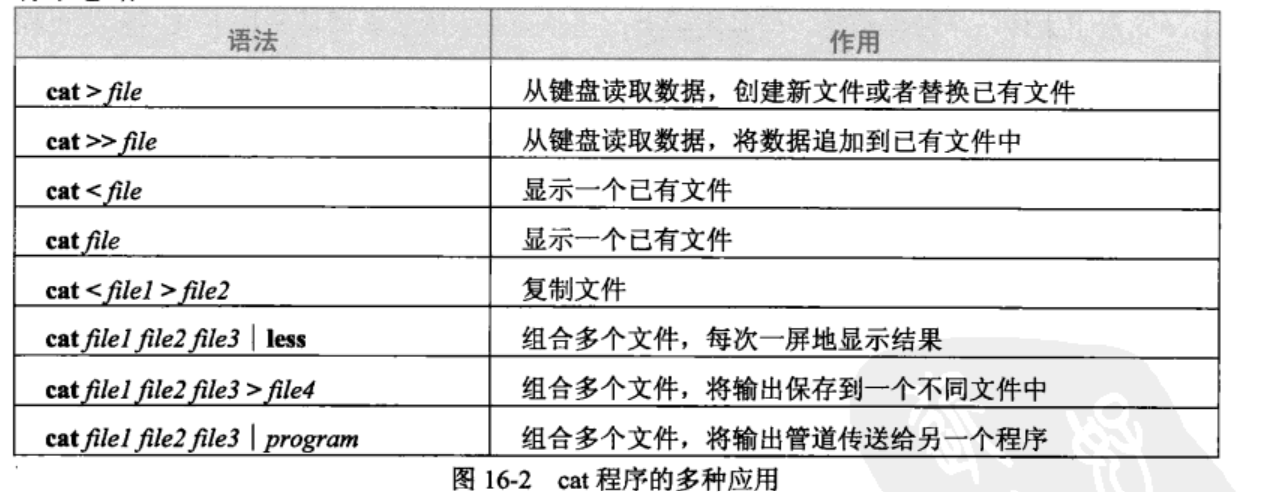 语法 作用
cat > file 从键盘读取数据，创建新文件或者替换已有文件
cat >> file 从键盘读取数据，将数据追加到已有文件中
cat < file 显示一个已有文件
cat file 显示一个已有文件
cat < file1 > file2 复制文件
cat file1 file2 file3 | less 组合多个文件，每次一屏地显示结果
cat file1 file2 file3 > file4 组合多个文件，将输出保存到一个不同文件中
cat file1 file2 file3 | program 组合多个文件，将输出管道传送给另一个程序
图 16-2 cat 程序的多种应用